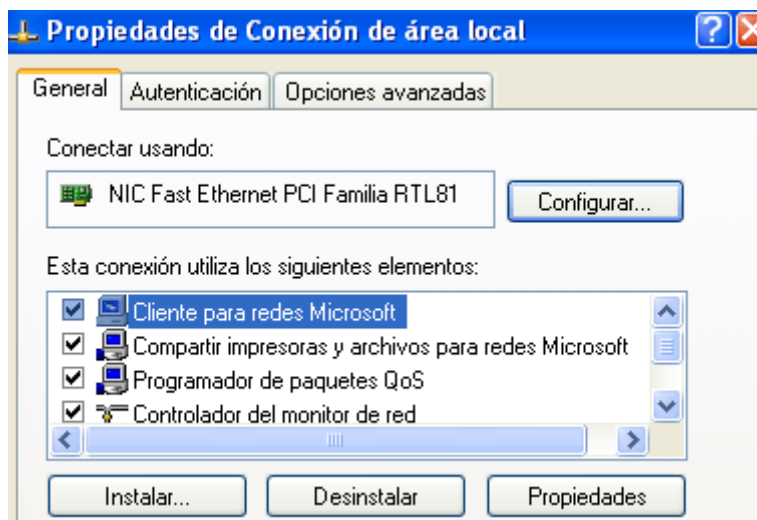 Propiedades de Conexión de área local
General Autenticación Opciones avanzadas
Conectar usando:
NIC Fast Ethernet PCI Familia RTL81
Configurar...
Esta conexión utiliza los siguientes elementos:
Cliente para redes Microsoft
Compartir impresoras y archivos para redes Microsoft
Programador de paquetes QoS
Controlador del monitor de red
Instalar... Desinstalar Propiedades